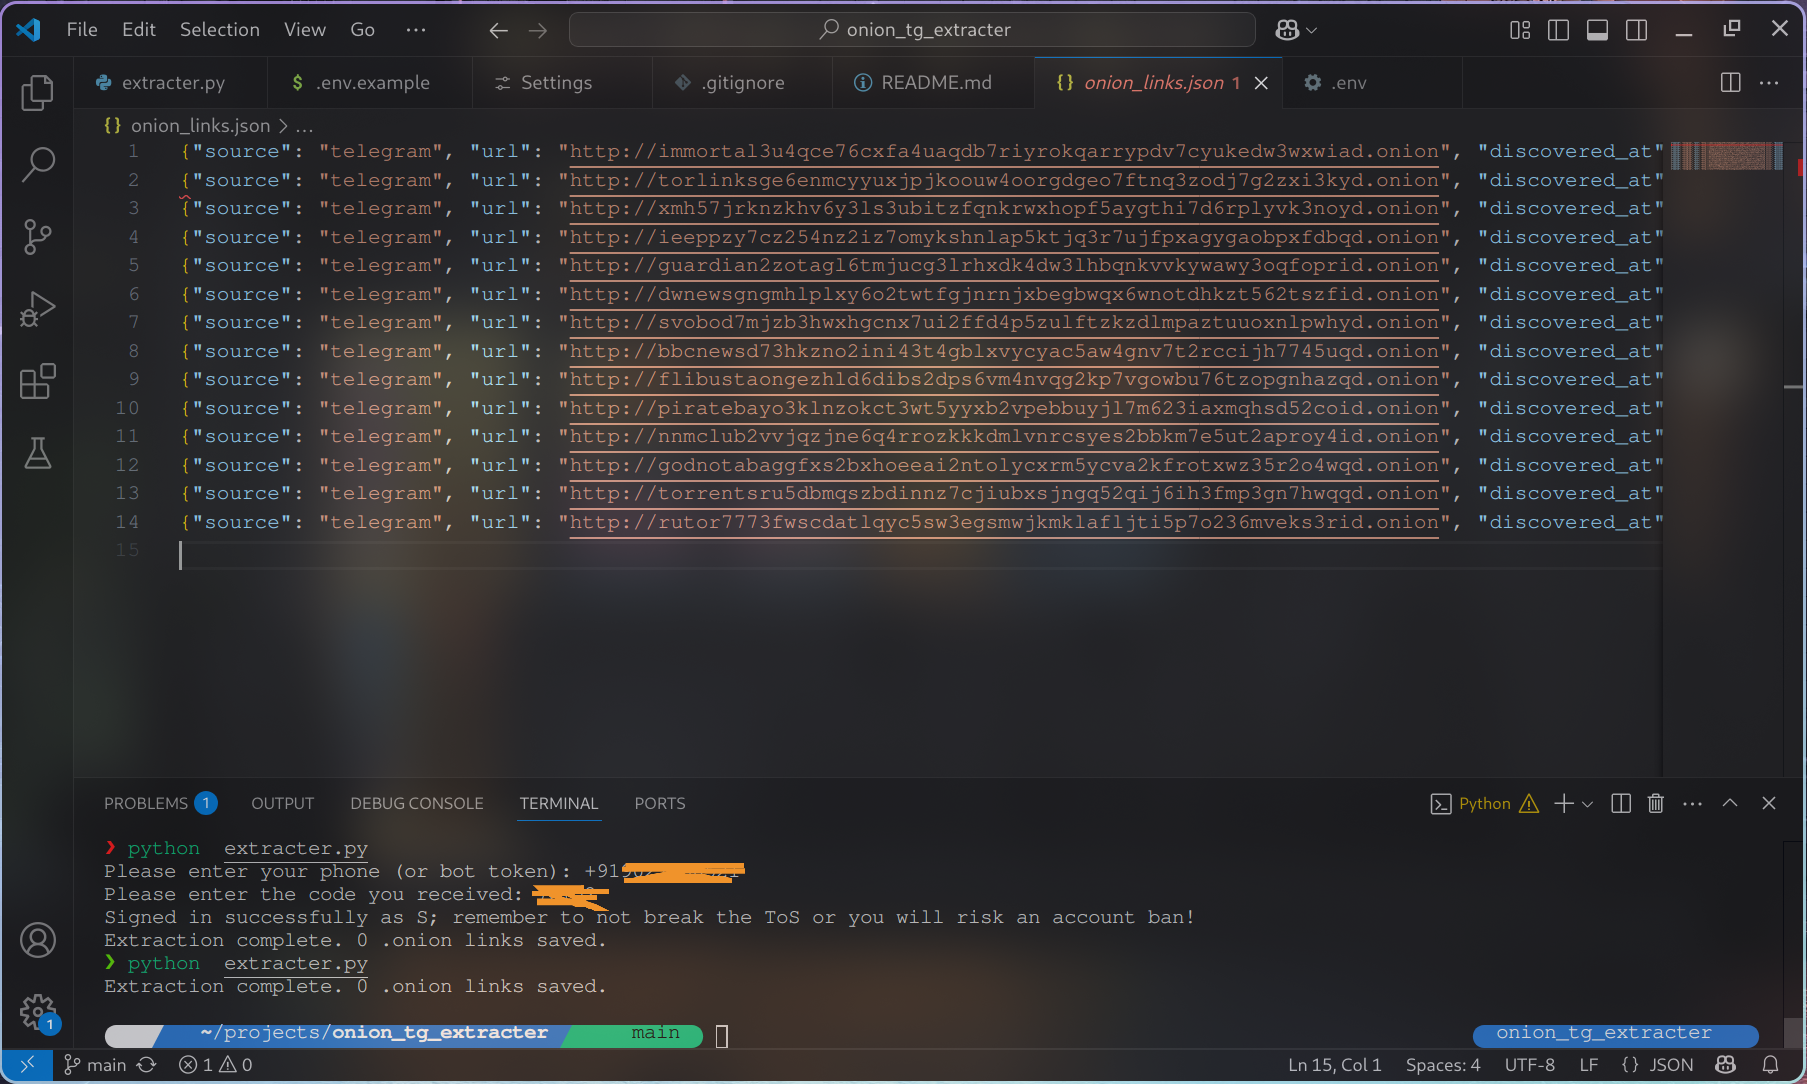 File Edit Selection View Go ··· onion_tg_extracter
extracter.py .env.example Settings .gitignore README.md onion_links.json 1 .env
onion_links.json > ...
1 {"source": "telegram", "url": "http://immortal3u4qce76cxfa4uaqdb7riyrokqarrypdv7cyukedw3wxwiad.onion", "discovered_at"
2 {"source": "telegram", "url": "http://torlinksge6enmcyyuxjpjkoouw4oorgdgeo7ftnq3zodj7g2zxi3kyd.onion", "discovered_at"
3 {"source": "telegram", "url": "http://xmh57jrknzkhv6y3ls3ubitzfqnkrwxhopf5aygthi7d6rplyvk3noyd.onion", "discovered_at"
4 {"source": "telegram", "url": "http://ieeppzy7cz254nz2iz7omykshnlap5ktjq3r7ujfpxagygaobpxfdbqd.onion", "discovered_at"
5 {"source": "telegram", "url": "http://guardian2zotagl6tmjucg3lrhxdk4dw3lhbqnkvvkywawy3oqfoprid.onion", "discovered_at"
6 {"source": "telegram", "url": "http://dwnewsgngmhlplxy6o2twtfgjnrnjxbegbwqx6wnotdhkzt562tszfid.onion", "discovered_at"
7 {"source": "telegram", "url": "http://svobod7mjzb3hwxhgcnx7ui2ffd4p5zulftzkzdlmpaztuuoxnlpwhyd.onion", "discovered_at"
8 {"source": "telegram", "url": "http://bbcnewsd73hkzno2ini43t4gblxvycyac5aw4gnv7t2rccijh7745uqd.onion", "discovered_at"
9 {"source": "telegram", "url": "http://flibustaongezhld6dibs2dps6vm4nvqg2kp7vgowbu76tzopgnhazqd.onion", "discovered_at"
10 {"source": "telegram", "url": "http://piratebayo3klnzokct3wt5yyxb2vpebbuyjl7m623iaxmqhsd52coid.onion", "discovered_at"
11 {"source": "telegram", "url": "http://nnmclub2vvjqzjne6q4rrozkkkdmlvnrcsyes2bbkm7e5ut2aproy4id.onion", "discovered_at"
12 {"source": "telegram", "url": "http://godnotabaggfxs2bxhoeeai2ntolycxrm5ycva2kfrotxwz35r2o4wqd.onion", "discovered_at"
13 {"source": "telegram", "url": "http://torrentsru5dbmqszbdinnz7cjiubxsjngq52qij6ih3fmp3gn7hwqqd.onion", "discovered_at"
14 {"source": "telegram", "url": "http://rutor7773fwscdatlqyc5sw3egsmwjkmklafljti5p7o236mveks3rid.onion", "discovered_at"
15
PROBLEMS 1 OUTPUT DEBUG CONSOLE TERMINAL PORTS Python
❯ python extracter.py
Please enter your phone (or bot token): +91
Please enter the code you received:
Signed in successfully as S; remember to not break the ToS or you will risk an account ban!
Extraction complete. 0 .onion links saved.
❯ python extracter.py
Extraction complete. 0 .onion links saved.
~/projects/onion_tg_extracter main onion_tg_extracter
1
main 1 0 Ln 15, Col 1 Spaces: 4 UTF-8 LF {} JSON